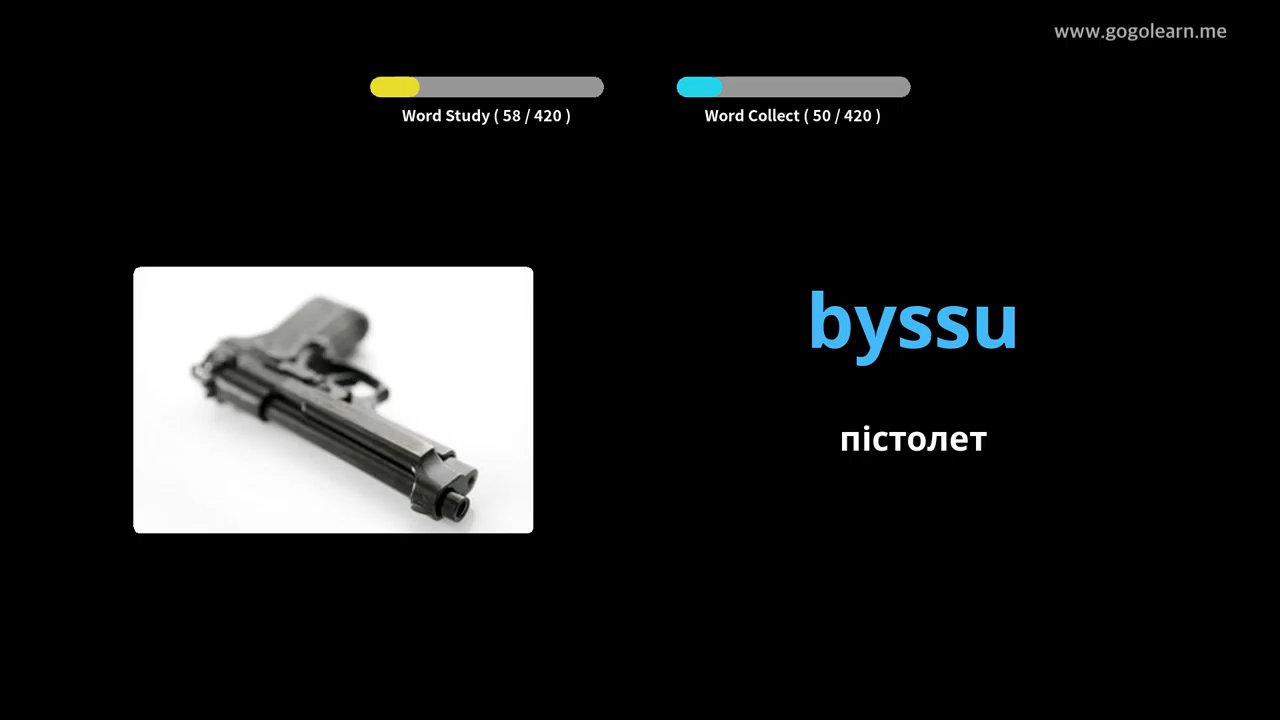 www.gogolearn.me
Word Study ( 58 / 420 )
Word Collect ( 50 / 420 )
byssu
пістолет